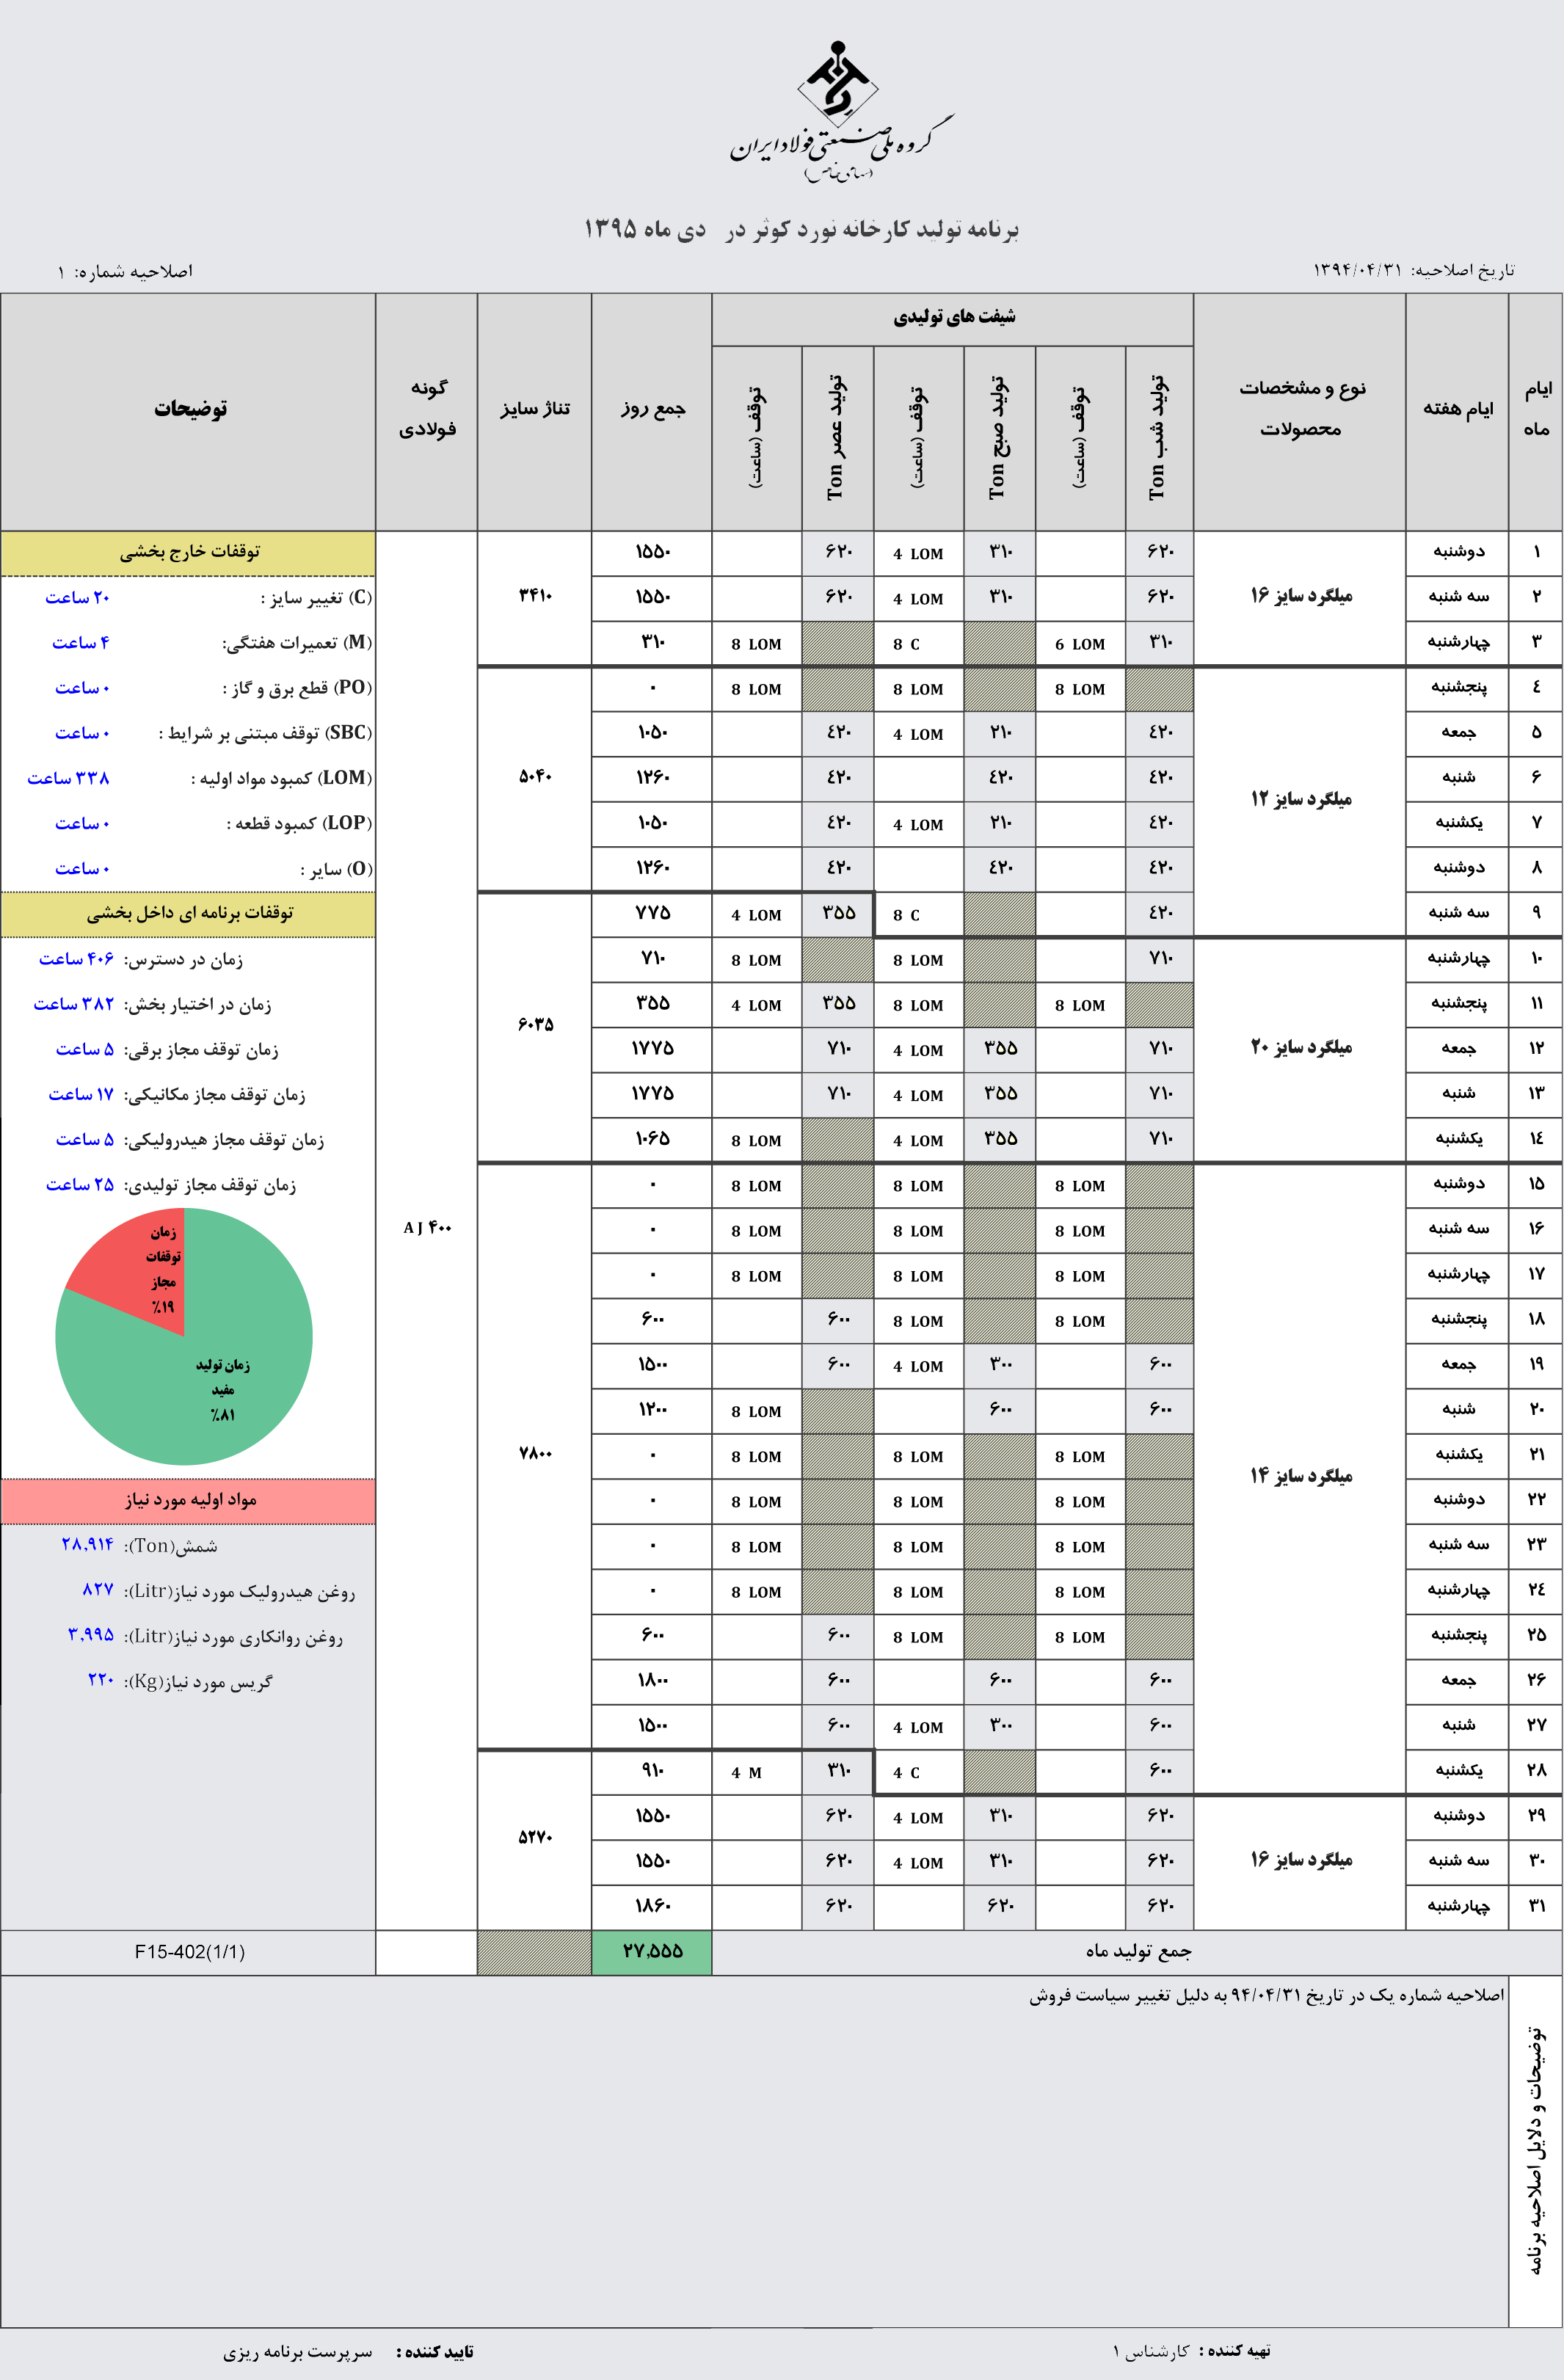 گروه ملی صنعتی فولاد ایران
(سهامی خاص)
برنامه تولید کارخانه نورد کوثر در دی ماه ۱۳۹۵
تاریخ اصلاحیه: ۱۳۹۴/۰۴/۳۱ اصلاحیه شماره: ۱
ایام ماه ایام هفته نوع و مشخصات محصولات شیفت های تولیدی جمع روز تناژ سایز گونه فولادی توضیحات
تولید شب Ton توقف (ساعت) تولید صبح Ton توقف (ساعت) تولید عصر Ton توقف (ساعت)
۱ دوشنبه ۶۲۰ ۳۱۰ 4 LOM ۶۲۰ ۱۵۵۰
۲ سه شنبه میلگرد سایز ۱۶ ۶۲۰ ۳۱۰ 4 LOM ۶۲۰ ۱۵۵۰ ۳۴۱۰
۳ چهارشنبه ۳۱۰ 6 LOM 8 C 8 LOM ۳۱۰
٤ پنجشنبه 8 LOM 8 LOM 8 LOM ۰
۵ جمعه ٤۲۰ ۲۱۰ 4 LOM ٤۲۰ ۱۰۵۰
۶ شنبه میلگرد سایز ۱۲ ٤۲۰ ٤۲۰ ٤۲۰ ۱۲۶۰ ۵۰۴۰
۷ یکشنبه ٤۲۰ ۲۱۰ 4 LOM ٤۲۰ ۱۰۵۰
۸ دوشنبه ٤۲۰ ٤۲۰ ٤۲۰ ۱۲۶۰
۹ سه شنبه ٤۲۰ 8 C ۳۵۵ 4 LOM ۷۷۵
۱۰ چهارشنبه ۷۱۰ 8 LOM 8 LOM ۷۱۰
۱۱ پنجشنبه 8 LOM 8 LOM ۳۵۵ 4 LOM ۳۵۵ ۶۰۳۵
۱۲ جمعه میلگرد سایز ۲۰ ۷۱۰ ۳۵۵ 4 LOM ۷۱۰ ۱۷۷۵
۱۳ شنبه ۷۱۰ ۳۵۵ 4 LOM ۷۱۰ ۱۷۷۵
۱٤ یکشنبه ۷۱۰ ۳۵۵ 4 LOM 8 LOM ۱۰۶۵
۱۵ دوشنبه 8 LOM 8 LOM 8 LOM ۰
۱۶ سه شنبه 8 LOM 8 LOM 8 LOM ۰ AJ ۴۰۰
۱۷ چهارشنبه 8 LOM 8 LOM 8 LOM ۰
۱۸ پنجشنبه 8 LOM 8 LOM ۶۰۰ ۶۰۰
۱۹ جمعه ۶۰۰ ۳۰۰ 4 LOM ۶۰۰ ۱۵۰۰
۲۰ شنبه ۶۰۰ ۶۰۰ 8 LOM ۱۲۰۰
۲۱ یکشنبه میلگرد سایز ۱۴ 8 LOM 8 LOM 8 LOM ۰ ۷۸۰۰
۲۲ دوشنبه 8 LOM 8 LOM 8 LOM ۰
۲۳ سه شنبه 8 LOM 8 LOM 8 LOM ۰
۲٤ چهارشنبه 8 LOM 8 LOM 8 LOM ۰
۲۵ پنجشنبه 8 LOM 8 LOM ۶۰۰ ۶۰۰
۲۶ جمعه ۶۰۰ ۶۰۰ ۶۰۰ ۱۸۰۰
۲۷ شنبه ۶۰۰ ۳۰۰ 4 LOM ۶۰۰ ۱۵۰۰
۲۸ یکشنبه ۶۰۰ 4 C ۳۱۰ 4 M ۹۱۰
۲۹ دوشنبه ۶۲۰ ۳۱۰ 4 LOM ۶۲۰ ۱۵۵۰ ۵۲۷۰
۳۰ سه شنبه میلگرد سایز ۱۶ ۶۲۰ ۳۱۰ 4 LOM ۶۲۰ ۱۵۵۰
۳۱ چهارشنبه ۶۲۰ ۶۲۰ ۶۲۰ ۱۸۶۰
جمع تولید ماه ۲۷,۵۵۵ F15-402(1/1)
توقفات خارج بخشی
(C) تغییر سایز : ۲۰ ساعت
(M) تعمیرات هفتگی: ۴ ساعت
(PO) قطع برق و گاز : ۰ ساعت
(SBC) توقف مبتنی بر شرایط : ۰ ساعت
(LOM) کمبود مواد اولیه : ۳۳۸ ساعت
(LOP) کمبود قطعه : ۰ ساعت
(O) سایر : ۰ ساعت
توقفات برنامه ای داخل بخشی
زمان در دسترس: ۴۰۶ ساعت
زمان در اختیار بخش: ۳۸۲ ساعت
زمان توقف مجاز برقی: ۵ ساعت
زمان توقف مجاز مکانیکی: ۱۷ ساعت
زمان توقف مجاز هیدرولیکی: ۵ ساعت
زمان توقف مجاز تولیدی: ۲۵ ساعت
زمان
توقفات
مجاز
۱۹٪
زمان تولید
مفید
۸۱٪
مواد اولیه مورد نیاز
شمش(Ton): ۲۸,۹۱۴
روغن هیدرولیک مورد نیاز(Litr): ۸۲۷
روغن روانکاری مورد نیاز(Litr): ۳,۹۹۵
گریس مورد نیاز(Kg): ۲۲۰
توضیحات و دلایل اصلاحیه برنامه
اصلاحیه شماره یک در تاریخ ۹۴/۰۴/۳۱ به دلیل تغییر سیاست فروش
تهیه کننده : کارشناس ۱ تایید کننده : سرپرست برنامه ریزی